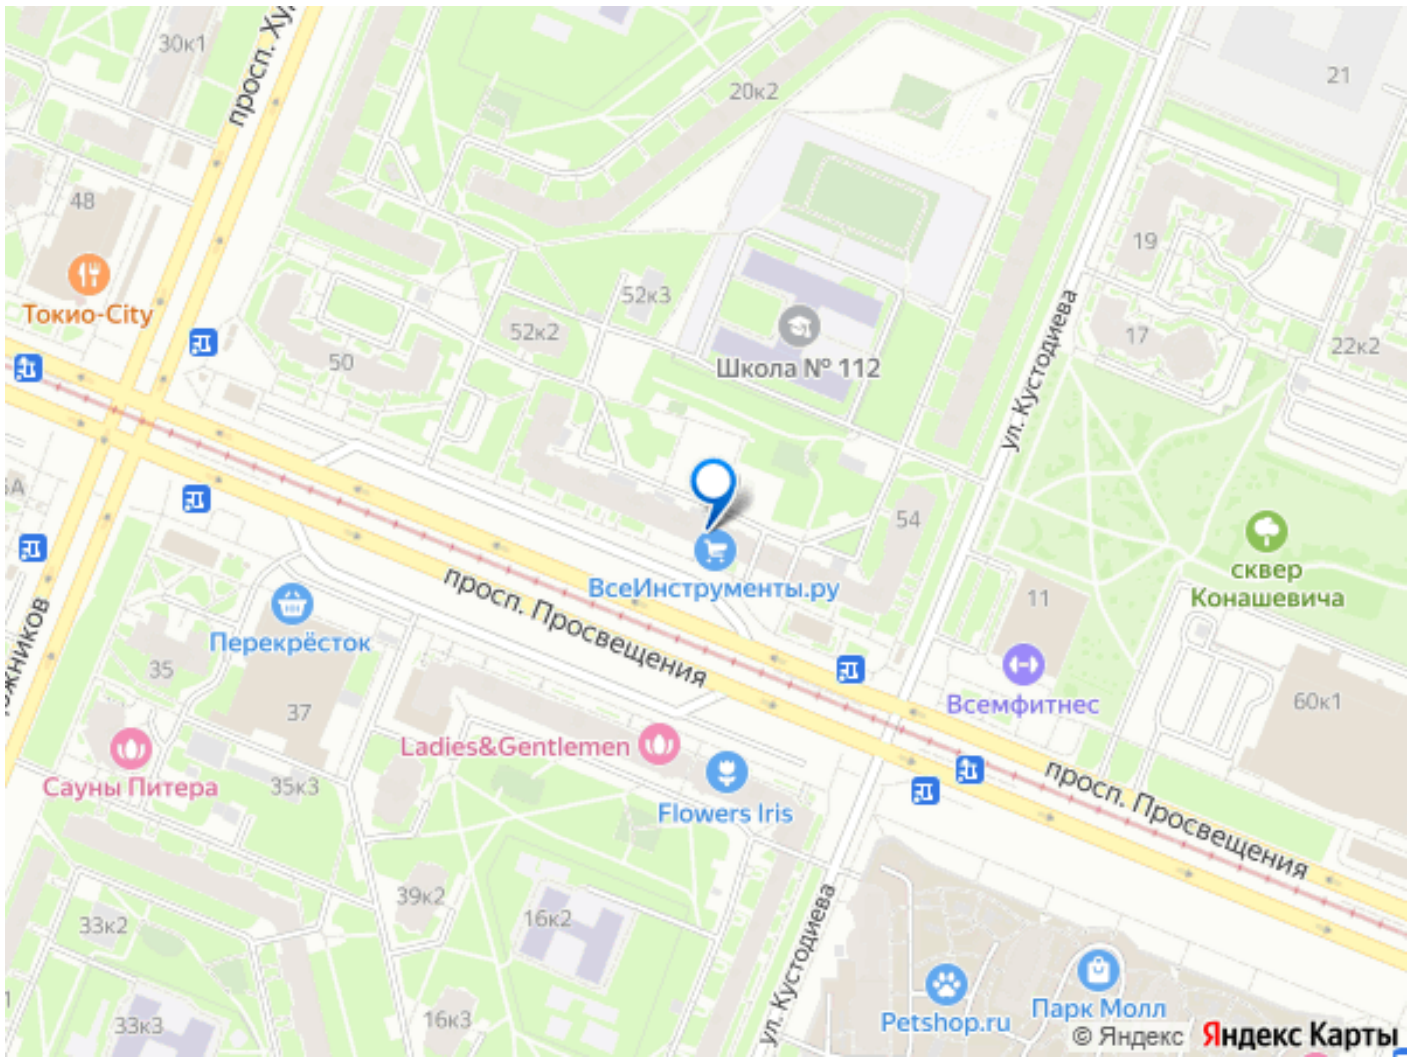 30к1
просп. Ху
20к2
21
48
19
Токио-City
52к3
52к2
50
17
22к2
Школа № 112
ул. Кустодиева
54
сквер
Конашевича
ВсеИнструменты.ру
11
просп. Просвещения
Перекрёсток
35
37
Всемфитнес
60к1
Ladies&Gentlemen
Сауны Питера
35к3
Flowers Iris
просп. Просвещения
39к2
16к2
33к2
ул. Кустодиева
Парк Молл
Petshop.ru
16к3
33к3
© Яндекс Яндекс Карты